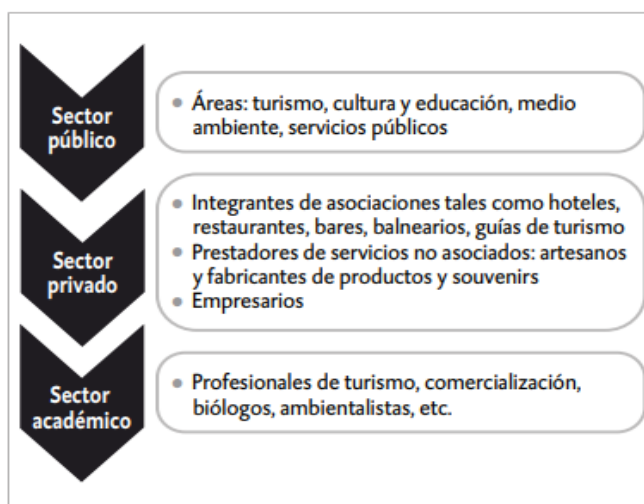 Sector
público
• Áreas: turismo, cultura y educación, medio
ambiente, servicios públicos
Sector
privado
• Integrantes de asociaciones tales como hoteles,
restaurantes, bares, balnearios, guías de turismo
• Prestadores de servicios no asociados: artesanos
y fabricantes de productos y souvenirs
• Empresarios
Sector
académico
• Profesionales de turismo, comercialización,
biólogos, ambientalistas, etc.